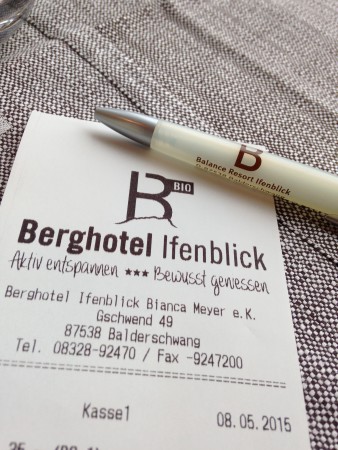 B
Balance Resort Ifenblick
B BIO
Berghotel Ifenblick
Aktiv entspannen *** Bewusst geniessen
Berghotel Ifenblick Bianca Meyer e.K.
Gschwend 49
87538 Balderschwang
Tel. 08328-92470 / Fax -9247200
Kasse1 08.05.2015